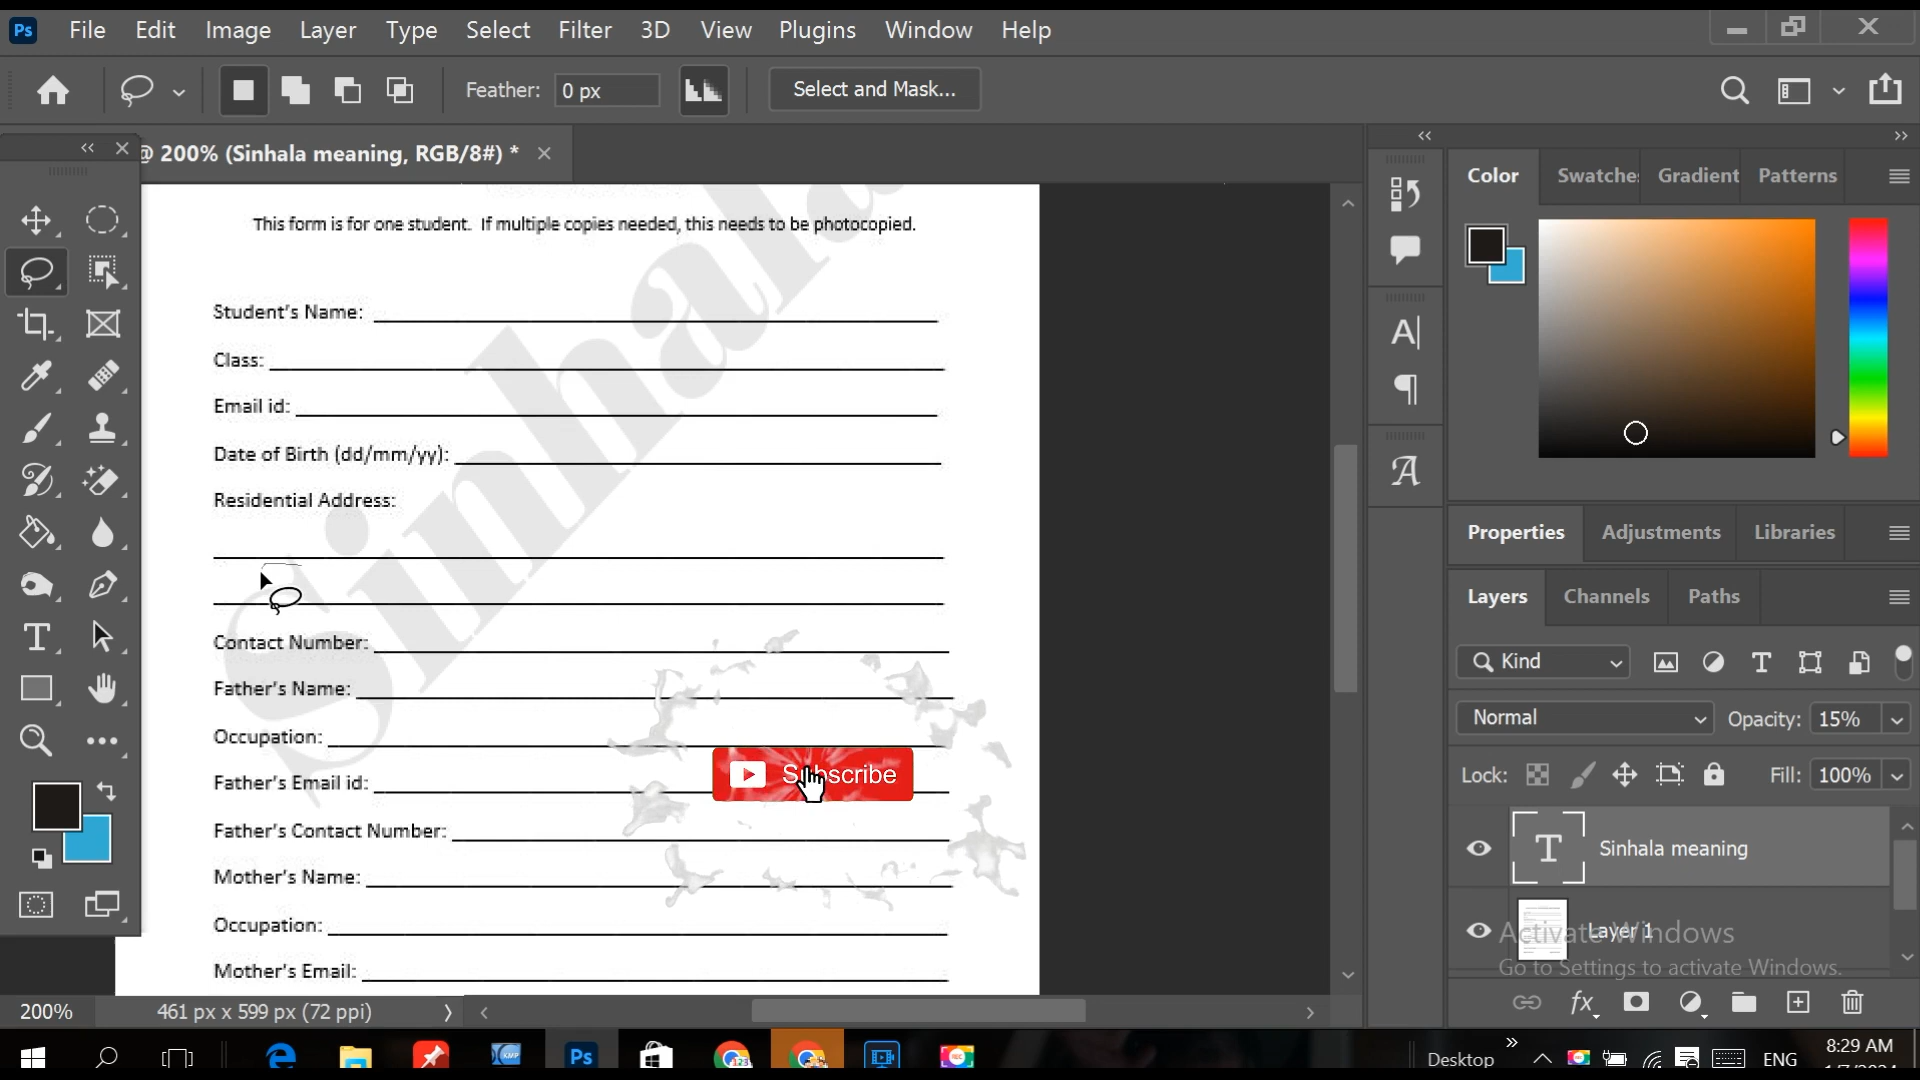 Ps File Edit Image Layer Type Select Filter 3D View Plugins Window Help
Feather: 0 px Select and Mask...
@ 200% (Sinhala meaning, RGB/8#) *
Color Swatches Gradient Patterns
This form is for one student. If multiple copies needed, this needs to be photocopied.
Sinhala
Student's Name:
Class:
Email id:
Date of Birth (dd/mm/yy):
Residential Address:
Contact Number:
Father's Name:
Occupation:
Subscribe
Father's Email id:
Father's Contact Number:
Mother's Name:
Occupation:
Mother's Email:
Properties Adjustments Libraries
Layers Channels Paths
Kind
Normal Opacity: 15%
Lock: Fill: 100%
T Sinhala meaning
Layer 1
Activate Windows
Go to Settings to activate Windows.
200% 461 px x 599 px (72 ppi)
Ps
Desktop ENG 8:29 AM